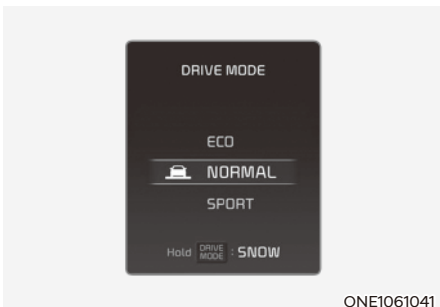 DRIVE MODE
ECO
NORMAL
SPORT
Hold DRIVE MODE : SNOW
ONE1061041